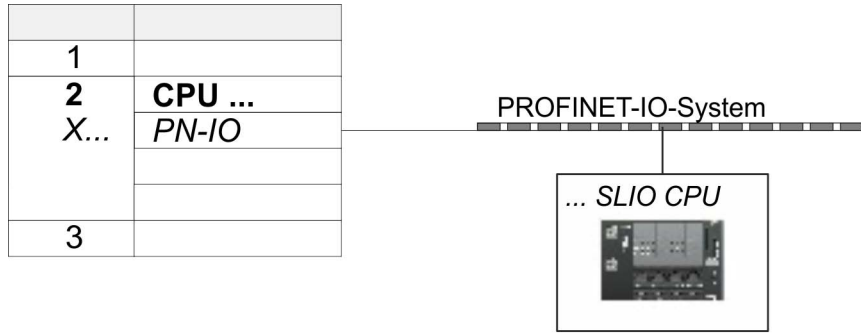 1
2 CPU ...
X... PN-IO
3
PROFINET-IO-System
... SLIO CPU